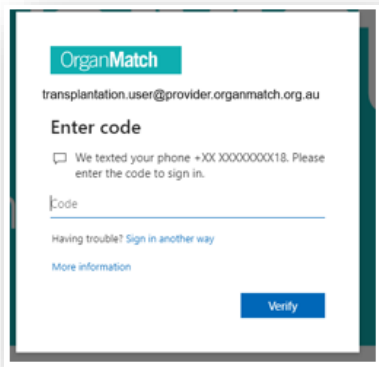 OrganMatch
transplantation.user@provider.organmatch.org.au
Enter code
We texted your phone +XX XXXXXXXX18. Please
enter the code to sign in.
Code
Having trouble? Sign in another way
More information
Verify